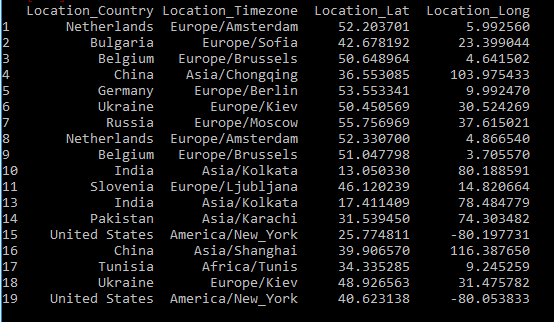 Location_Country Location_Timezone Location_Lat Location_Long
1 Netherlands Europe/Amsterdam 52.203701 5.992560
2 Bulgaria Europe/Sofia 42.678192 23.399044
3 Belgium Europe/Brussels 50.648964 4.641502
4 China Asia/Chongqing 36.553085 103.975433
5 Germany Europe/Berlin 53.553341 9.992470
6 Ukraine Europe/Kiev 50.450569 30.524269
7 Russia Europe/Moscow 55.756969 37.615021
8 Netherlands Europe/Amsterdam 52.330700 4.866540
9 Belgium Europe/Brussels 51.047798 3.705570
10 India Asia/Kolkata 13.050330 80.188591
11 Slovenia Europe/Ljubljana 46.120239 14.820664
13 India Asia/Kolkata 17.411409 78.484779
14 Pakistan Asia/Karachi 31.539450 74.303482
15 United States America/New_York 25.774811 -80.197731
16 China Asia/Shanghai 39.906570 116.387650
17 Tunisia Africa/Tunis 34.335285 9.245259
18 Ukraine Europe/Kiev 48.926563 31.475782
19 United States America/New_York 40.623138 -80.053833